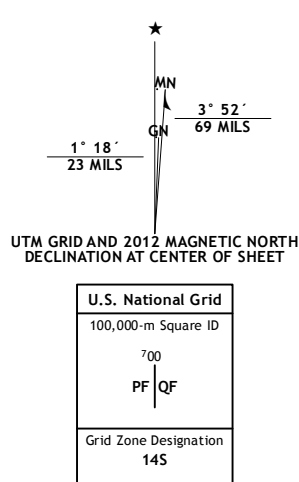 ★
MN
3° 52´
69 MILS
GN
1° 18´
23 MILS
UTM GRID AND 2012 MAGNETIC NORTH
DECLINATION AT CENTER OF SHEET
U.S. National Grid
100,000-m Square ID
⁷00
PF QF
Grid Zone Designation
14S